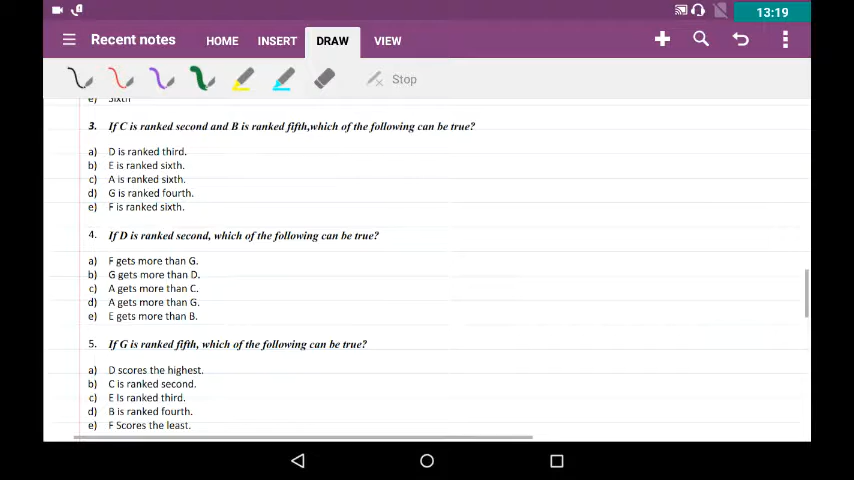 13:19
Recent notes HOME INSERT DRAW VIEW
Stop
e) Sixth
3. If C is ranked second and B is ranked fifth,which of the following can be true?
a) D is ranked third.
b) E is ranked sixth.
c) A is ranked sixth.
d) G is ranked fourth.
e) F is ranked sixth.
4. If D is ranked second, which of the following can be true?
a) F gets more than G.
b) G gets more than D.
c) A gets more than C.
d) A gets more than G.
e) E gets more than B.
5. If G is ranked fifth, which of the following can be true?
a) D scores the highest.
b) C is ranked second.
c) E Is ranked third.
d) B is ranked fourth.
e) F Scores the least.